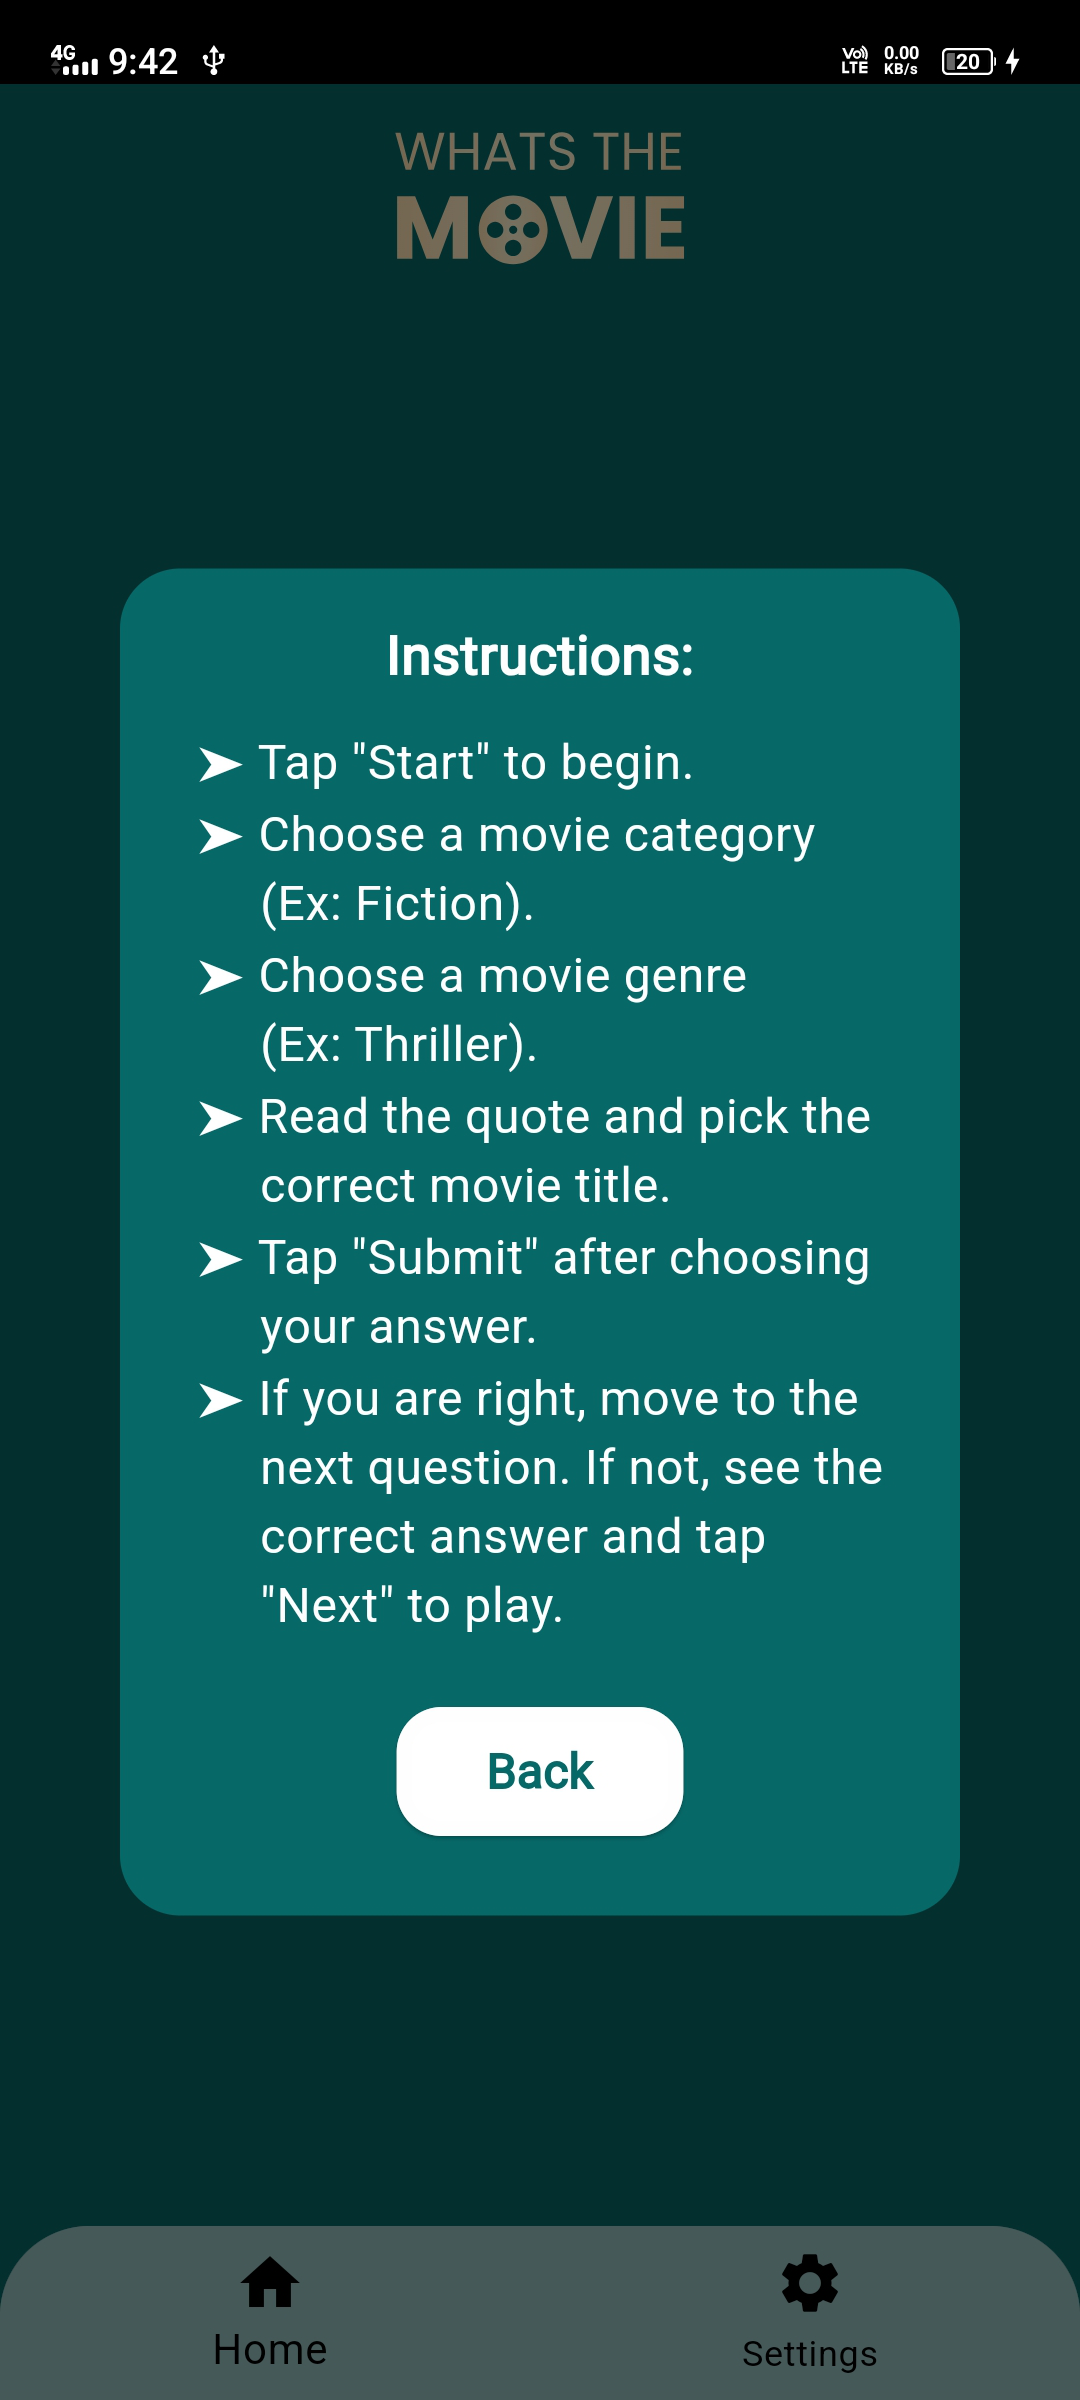 4G 9:42 Vo LTE 0.00 KB/s 20
WHATS THE
MOVIE
Instructions:
➤ Tap "Start" to begin.
➤ Choose a movie category
(Ex: Fiction).
➤ Choose a movie genre
(Ex: Thriller).
➤ Read the quote and pick the
correct movie title.
➤ Tap "Submit" after choosing
your answer.
➤ If you are right, move to the
next question. If not, see the
correct answer and tap
"Next" to play.
Back
Home Settings